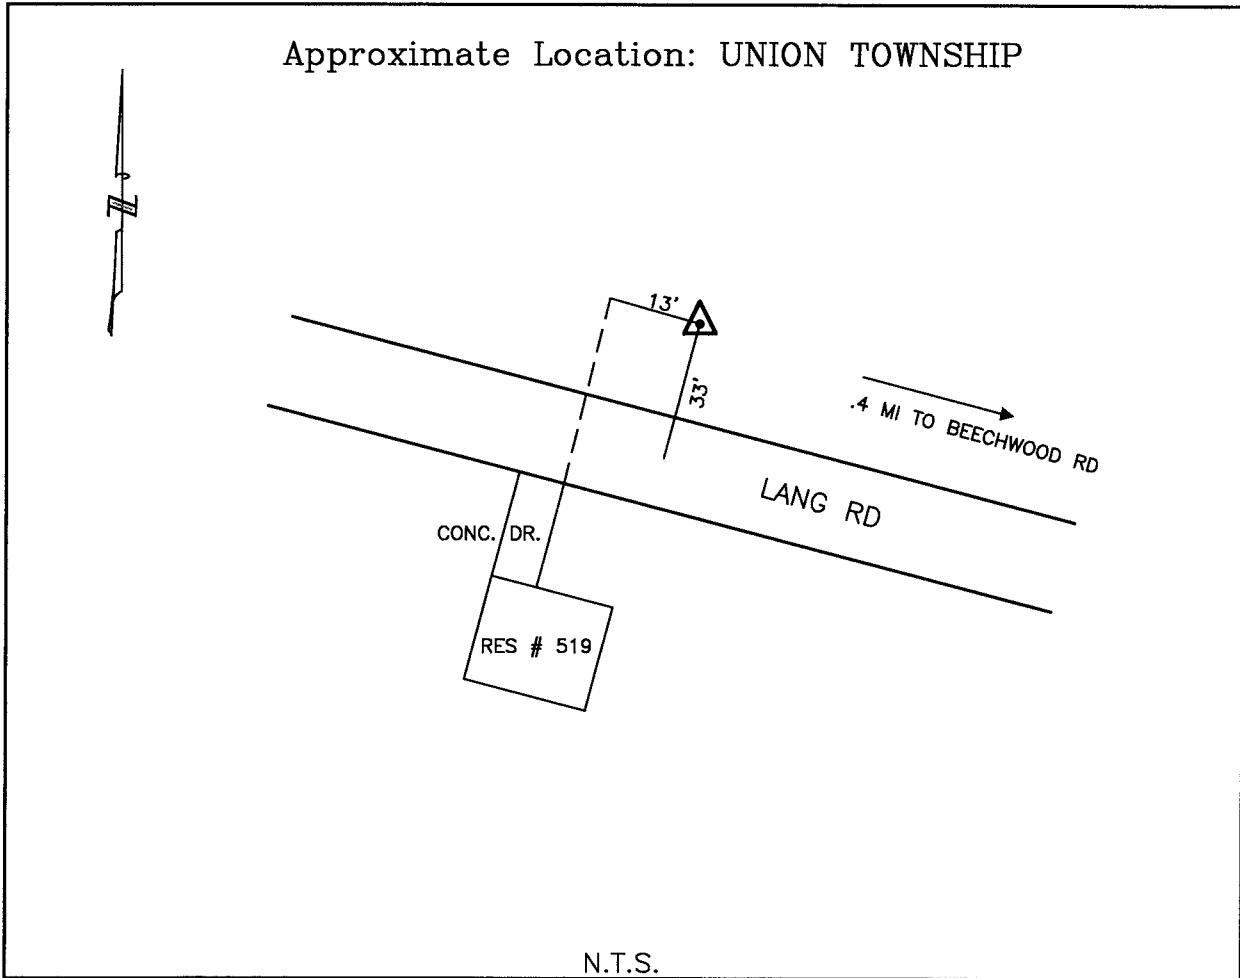 Approximate Location: UNION TOWNSHIP
N
13'
33'
.4 MI TO BEECHWOOD RD
LANG RD
CONC. DR.
RES # 519
N.T.S.